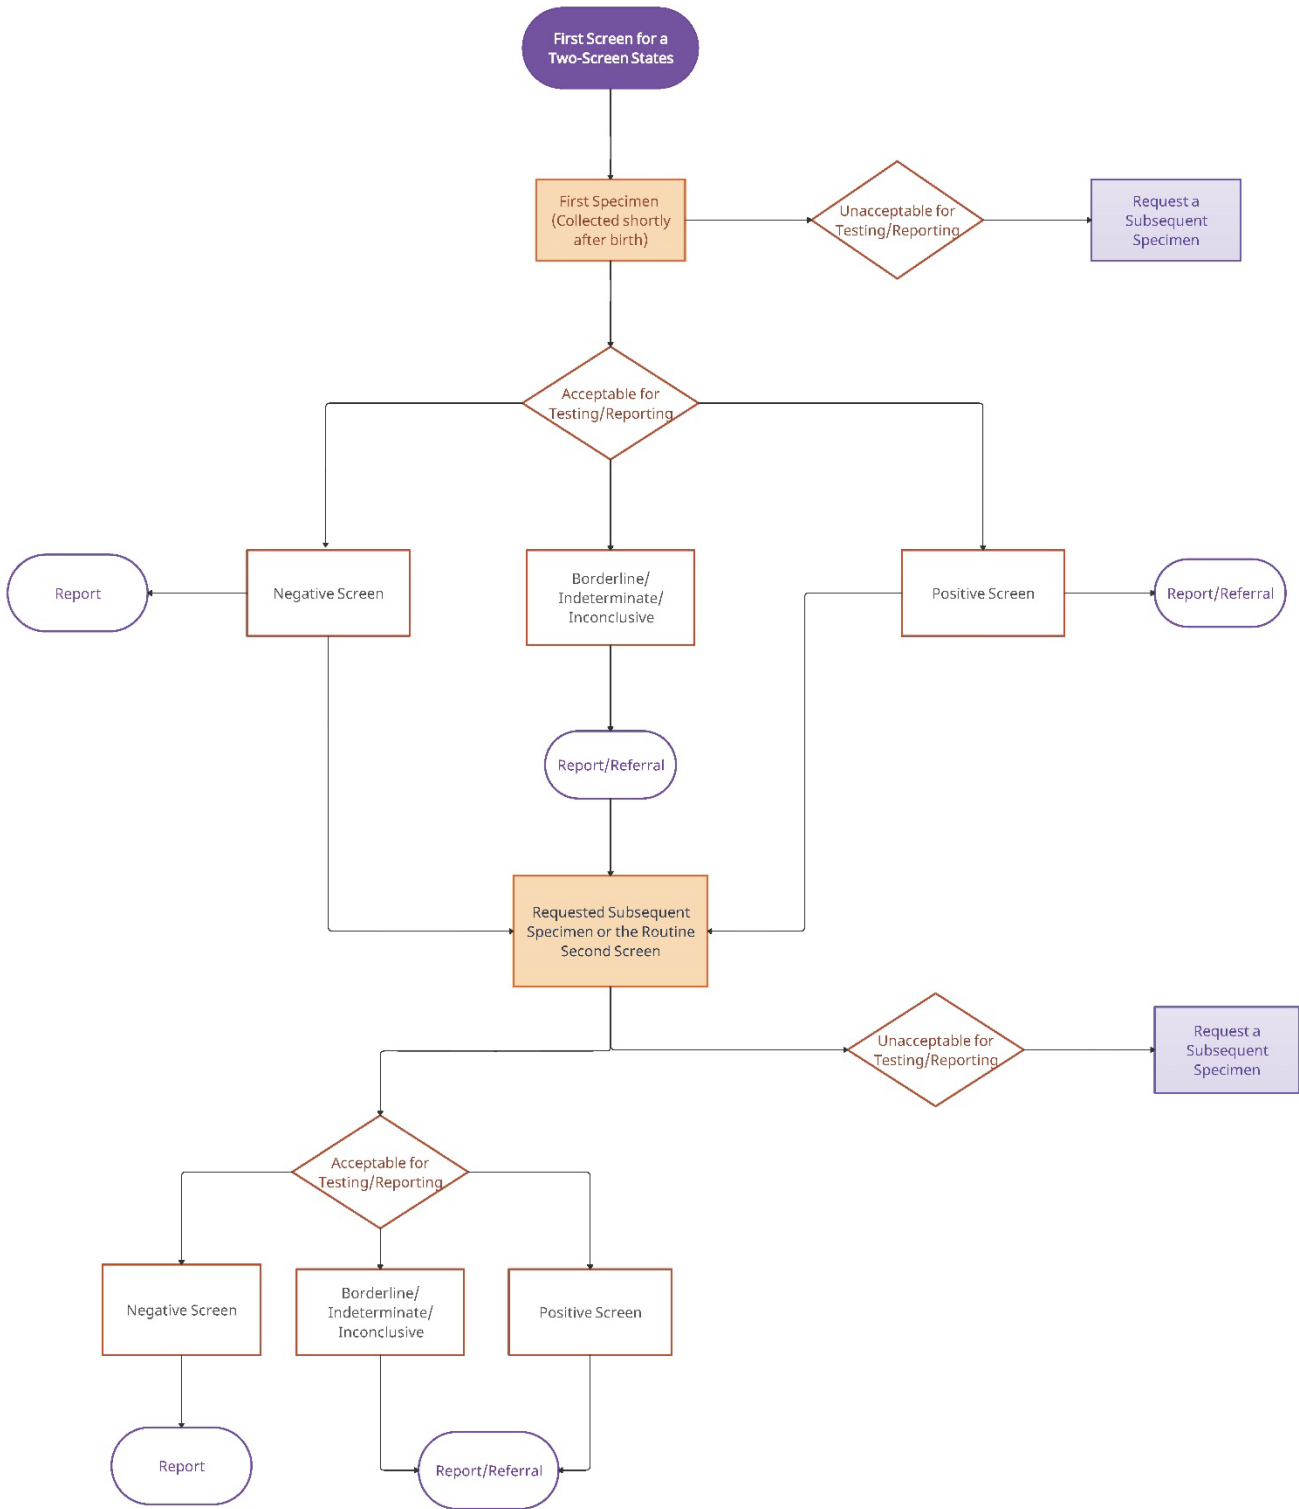 First Screen for a
Two-Screen States
First Specimen
(Collected shortly
after birth)
Unacceptable for
Testing/Reporting
Request a
Subsequent
Specimen
Acceptable for
Testing/Reporting
Report
Negative Screen
Borderline/
Indeterminate/
Inconclusive
Positive Screen
Report/Referral
Report/Referral
Requested Subsequent
Specimen or the Routine
Second Screen
Unacceptable for
Testing/Reporting
Request a
Subsequent
Specimen
Acceptable for
Testing/Reporting
Negative Screen
Borderline/
Indeterminate/
Inconclusive
Positive Screen
Report
Report/Referral